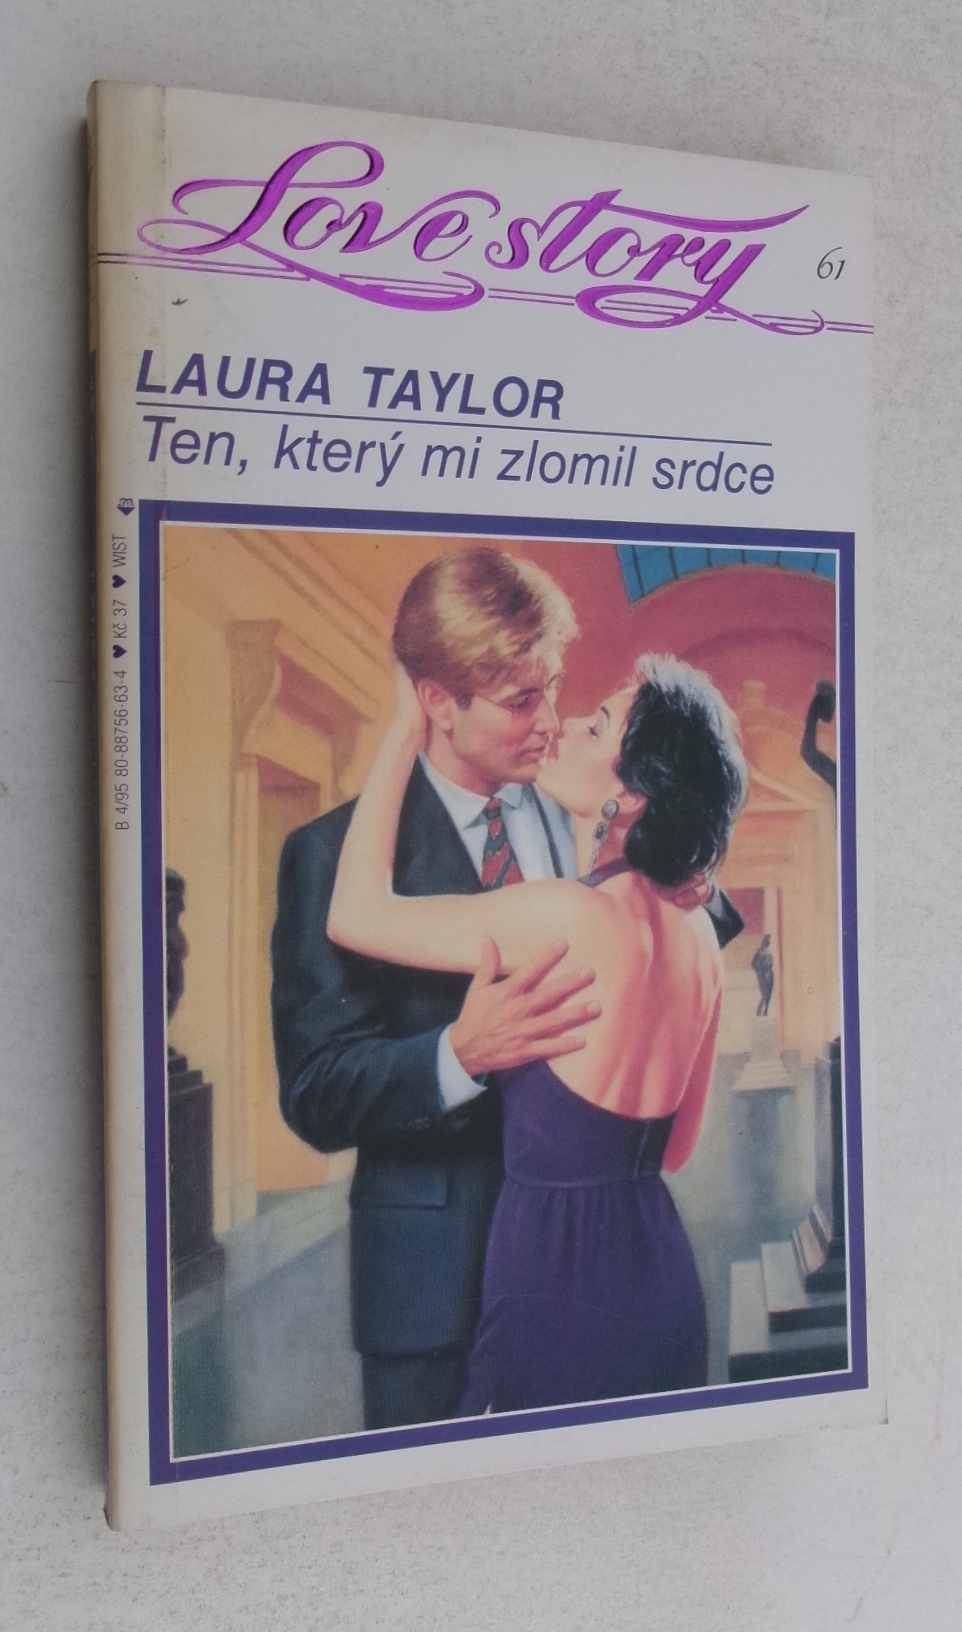 Love story
61
LAURA TAYLOR
Ten, který mi zlomil srdce
B 4/95 80-88756-63-4 ♥ Kč 37 ♥ WIST